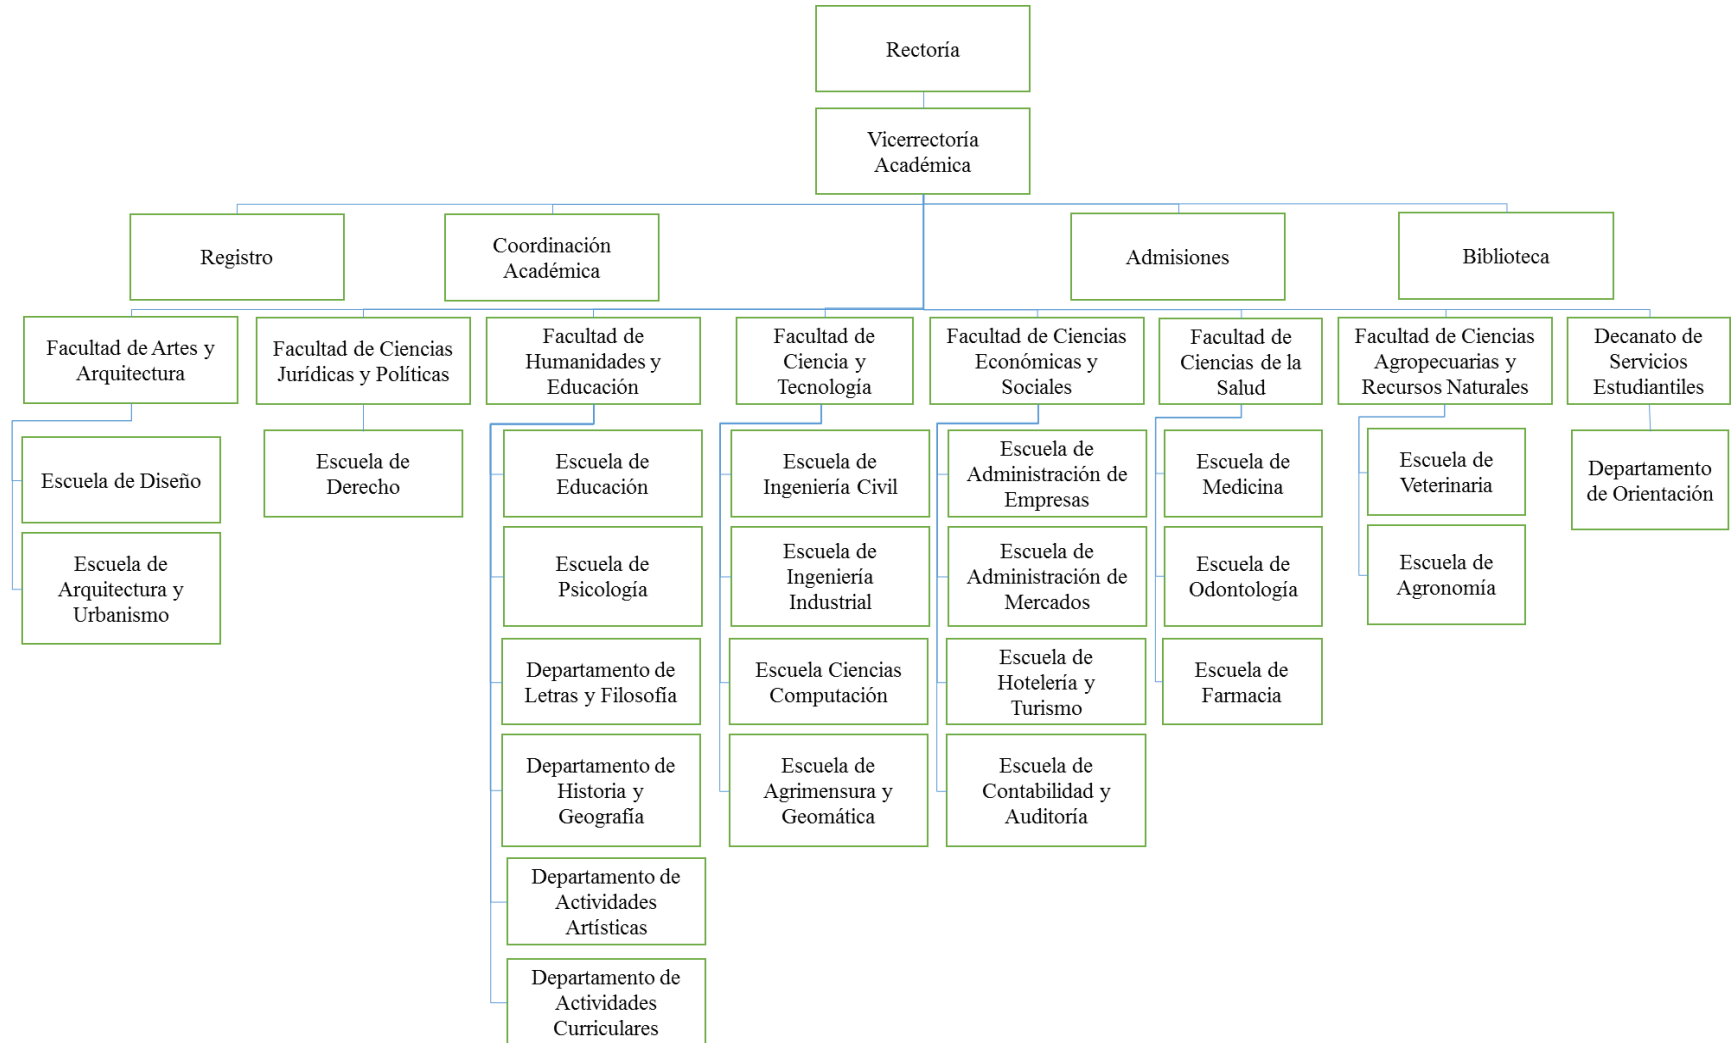 Rectoría
Vicerrectoría
Académica
Registro
Coordinación
Académica
Admisiones
Biblioteca
Facultad de Artes y
Arquitectura
Facultad de Ciencias
Jurídicas y Políticas
Facultad de
Humanidades y
Educación
Facultad de
Ciencia y
Tecnología
Facultad de Ciencias
Económicas y
Sociales
Facultad de
Ciencias de la
Salud
Facultad de Ciencias
Agropecuarias y
Recursos Naturales
Decanato de
Servicios
Estudiantiles
Escuela de Diseño
Escuela de
Arquitectura y
Urbanismo
Escuela de
Derecho
Escuela de
Educación
Escuela de
Psicología
Departamento de
Letras y Filosofía
Departamento de
Historia y
Geografía
Departamento de
Actividades
Artísticas
Departamento de
Actividades
Curriculares
Escuela de
Ingeniería Civil
Escuela de
Ingeniería
Industrial
Escuela Ciencias
Computación
Escuela de
Agrimensura y
Geomática
Escuela de
Administración de
Empresas
Escuela de
Administración de
Mercados
Escuela de
Hotelería y
Turismo
Escuela de
Contabilidad y
Auditoría
Escuela de
Medicina
Escuela de
Odontología
Escuela de
Farmacia
Escuela de
Veterinaria
Escuela de
Agronomía
Departamento
de Orientación